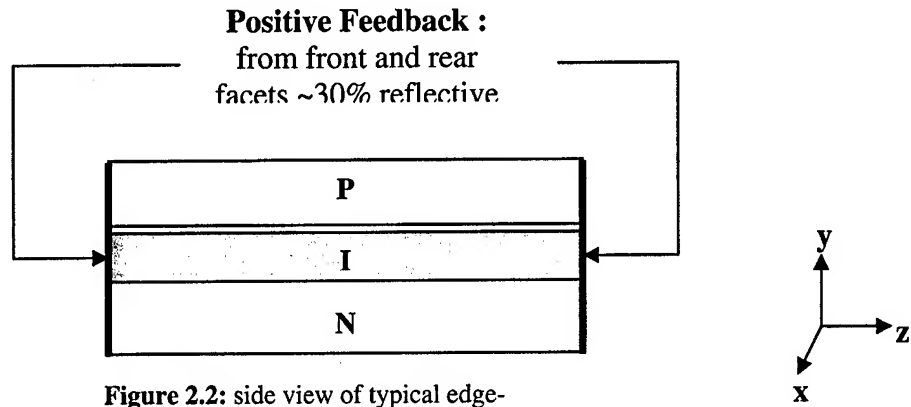 Positive Feedback :
from front and rear
facets ~30% reflective
P
I
N
y
z
x
Figure 2.2: side view of typical edge-